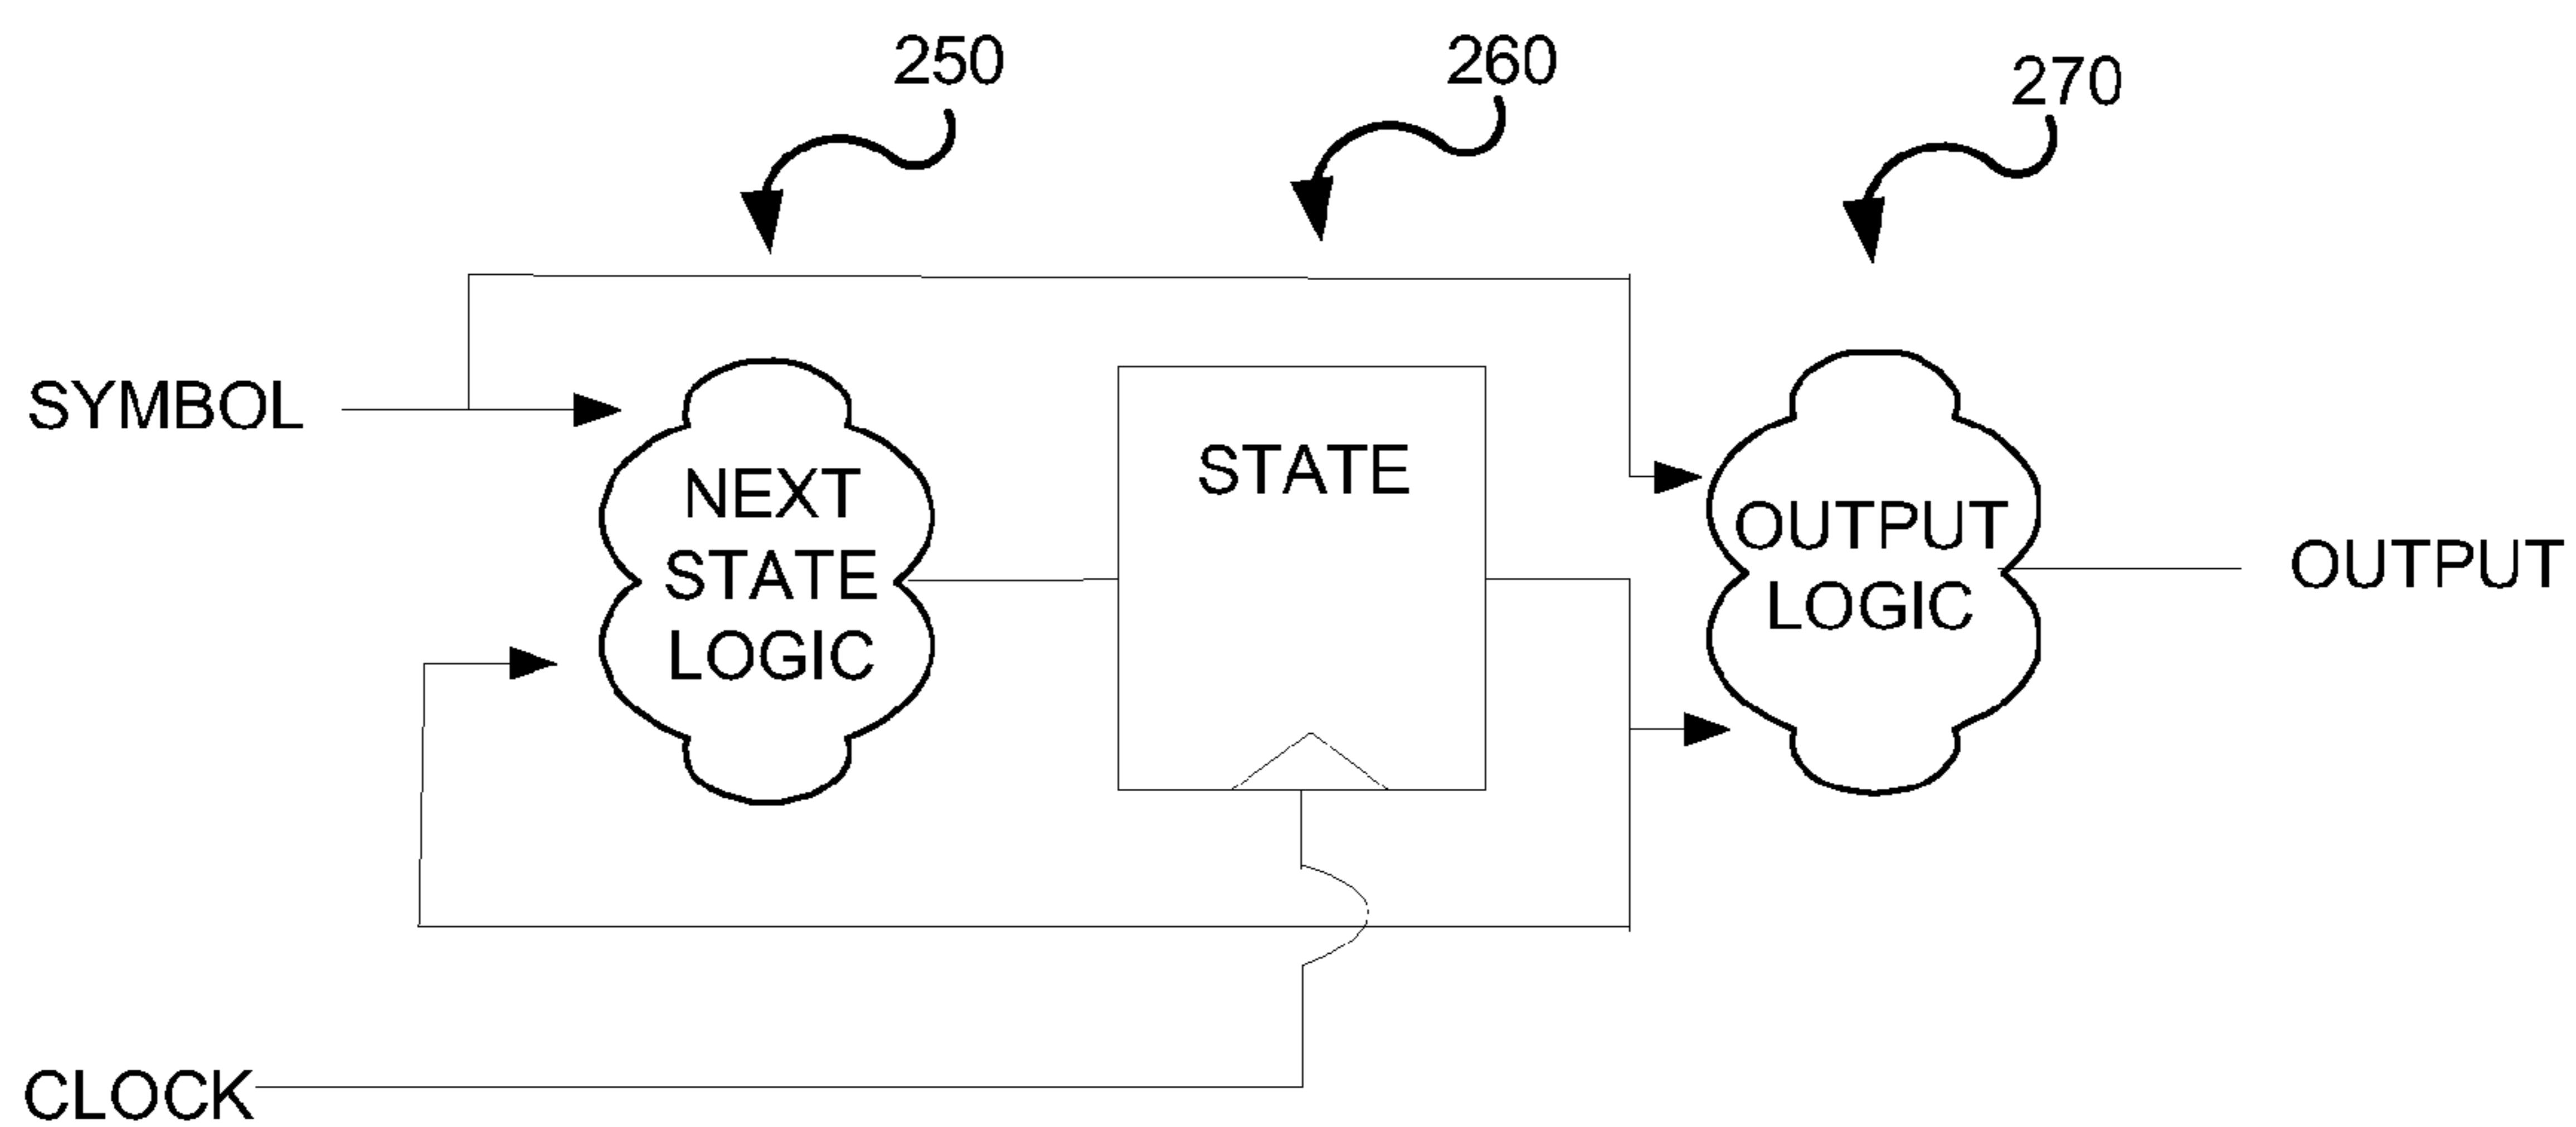 250
260
270
SYMBOL
NEXT
STATE
LOGIC
STATE
OUTPUT
LOGIC
OUTPUT
CLOCK